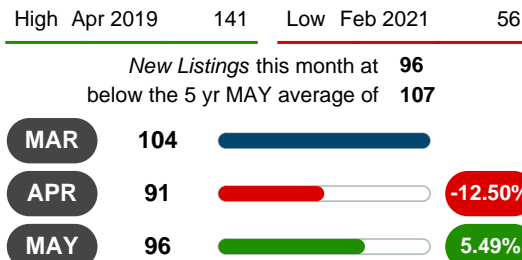 High Apr 2019 141 Low Feb 2021 56
New Listings this month at 96
below the 5 yr MAY average of 107
MAR 104
APR 91 -12.50%
MAY 96 5.49%